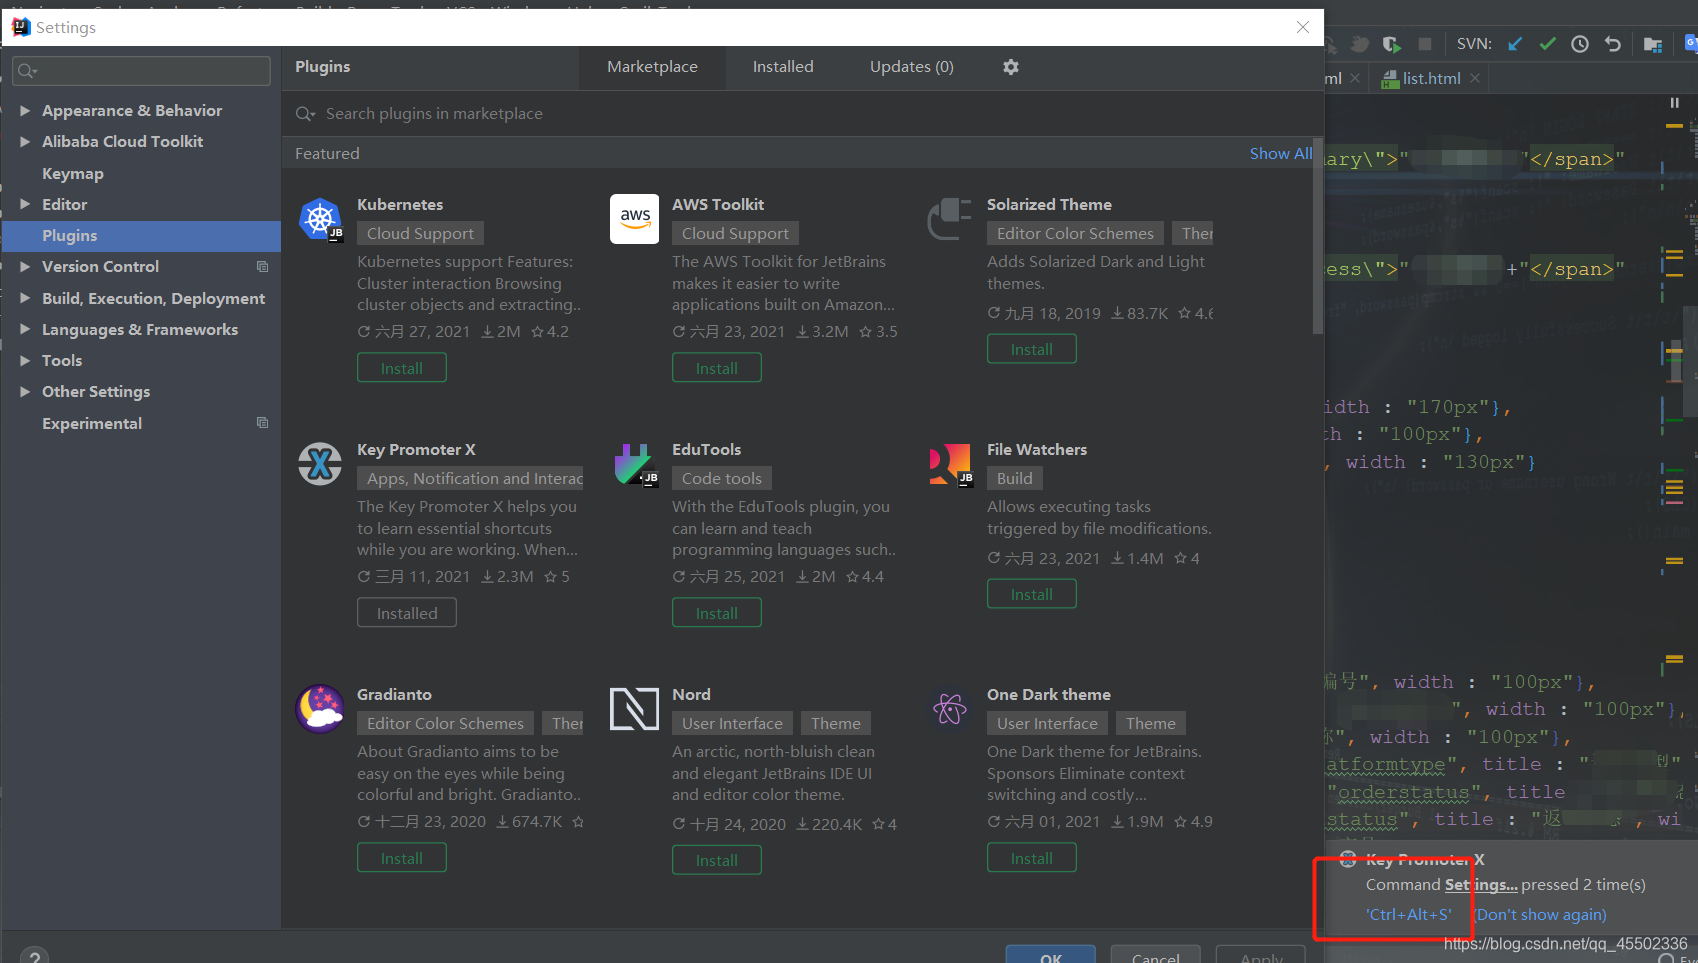 Settings
Appearance & Behavior
Alibaba Cloud Toolkit
Keymap
Editor
Plugins
Version Control
Build, Execution, Deployment
Languages & Frameworks
Tools
Other Settings
Experimental
Plugins
Marketplace
Installed
Updates (0)
Search plugins in marketplace
Featured
Show All
Kubernetes
Cloud Support
Kubernetes support Features:
Cluster interaction Browsing
cluster objects and extracting..
六月 27, 2021 2M 4.2
Install
aws
AWS Toolkit
Cloud Support
The AWS Toolkit for JetBrains
makes it easier to write
applications built on Amazon...
六月 23, 2021 3.2M 3.5
Install
Solarized Theme
Editor Color Schemes Ther
Adds Solarized Dark and Light
themes.
九月 18, 2019 83.7K 4.6
Install
Key Promoter X
Apps, Notification and Interac
The Key Promoter X helps you
to learn essential shortcuts
while you are working. When...
三月 11, 2021 2.3M 5
Installed
EduTools
Code tools
With the EduTools plugin, you
can learn and teach
programming languages such..
六月 25, 2021 2M 4.4
Install
File Watchers
Build
Allows executing tasks
triggered by file modifications.
六月 23, 2021 1.4M 4
Install
Gradianto
Editor Color Schemes Ther
About Gradianto aims to be
easy on the eyes while being
colorful and bright. Gradianto..
十二月 23, 2020 674.7K
Install
Nord
User Interface Theme
An arctic, north-bluish clean
and elegant JetBrains IDE UI
and editor color theme.
十月 24, 2020 220.4K 4
Install
One Dark theme
User Interface Theme
One Dark theme for JetBrains.
Sponsors Eliminate context
switching and costly...
六月 01, 2021 1.9M 4.9
Install
?
OK
Cancel
Apply
SVN:
ml
list.html
ary\">" "</span>"
ess\">" +"</span>"
idth : "170px"},
th : "100px"},
, width : "130px"}
编号", width : "100px"},
", width : "100px"},
称", width : "100px"},
atformtype", title : "
"orderstatus", title
status", title : "返 , wi
Key Promoter X
Command Settings... pressed 2 time(s)
'Ctrl+Alt+S' (Don't show again)
https://blog.csdn.net/qq_45502336